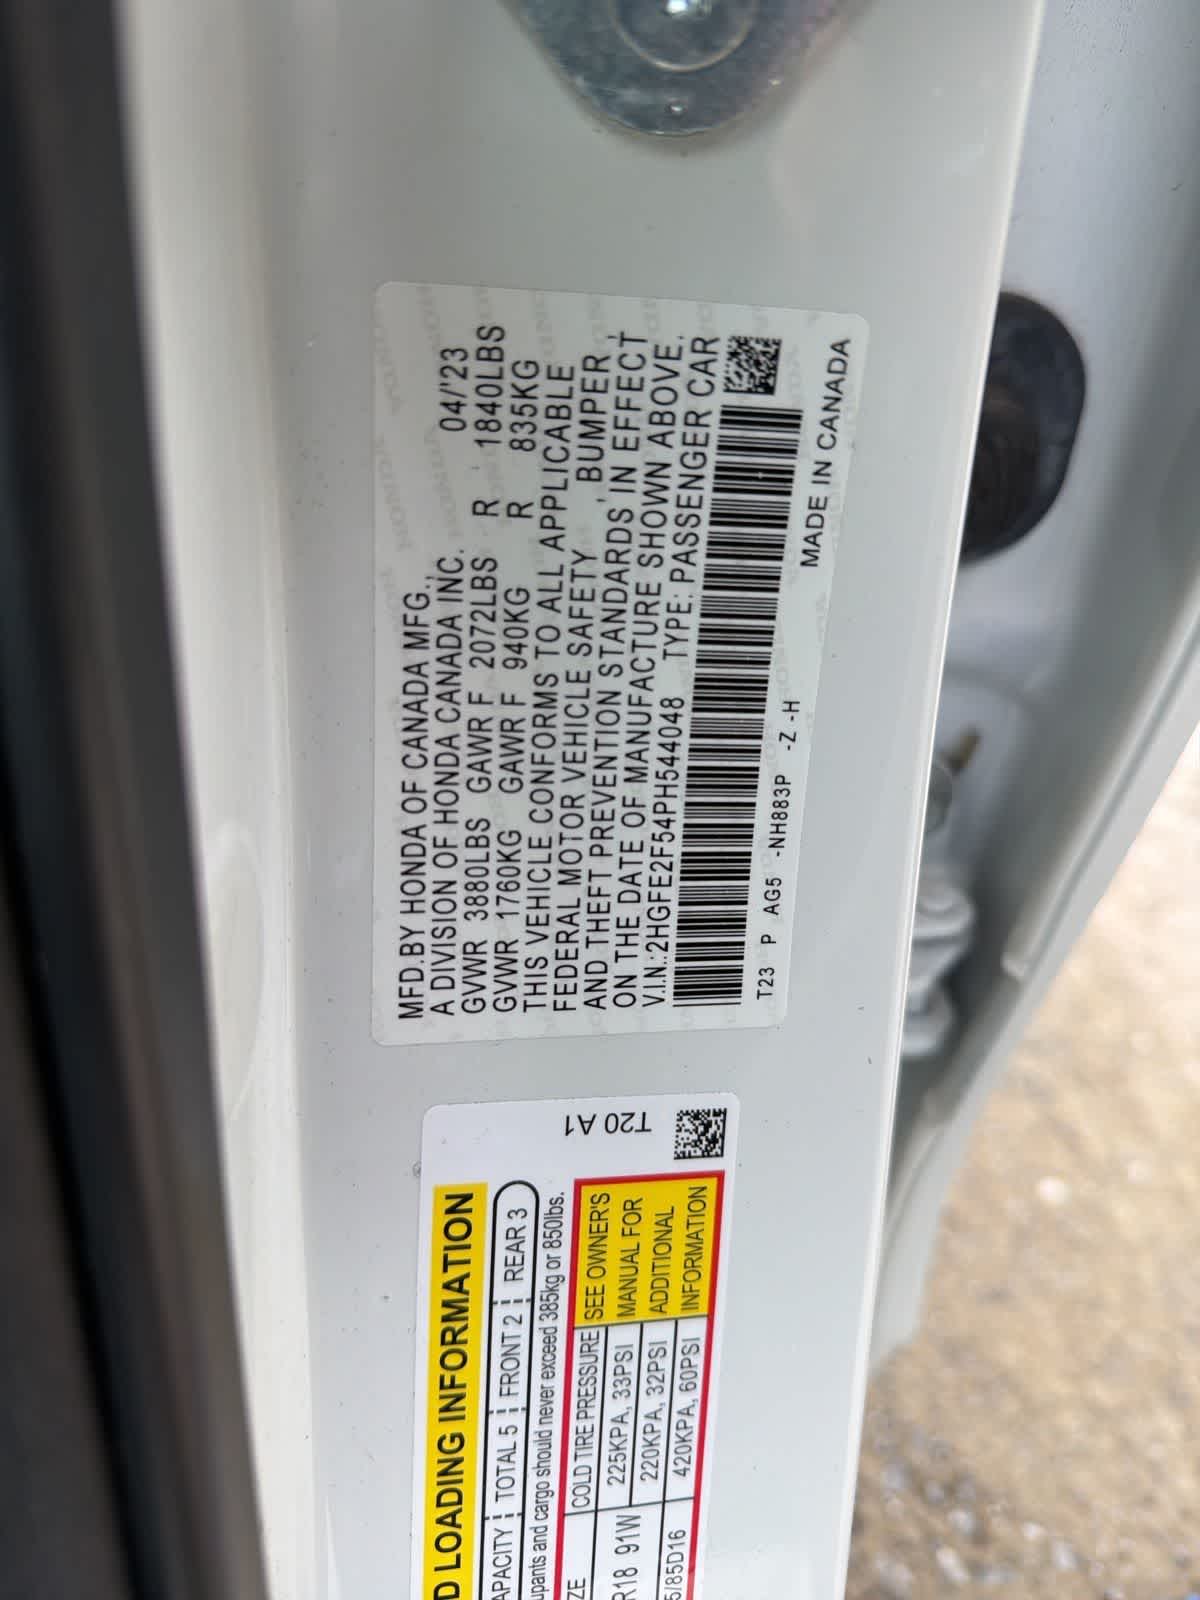 MFD.BY HONDA OF CANADA MFG.,
A DIVISION OF HONDA CANADA INC. 04/'23
GVWR 3880LBS GAWR F 2072LBS R 1840LBS
GVWR 1760KG GAWR F 940KG R 835KG
THIS VEHICLE CONFORMS TO ALL APPLICABLE
FEDERAL MOTOR VEHICLE SAFETY , BUMPER ,
AND THEFT PREVENTION STANDARDS IN EFFECT
ON THE DATE OF MANUFACTURE SHOWN ABOVE.
V.I.N.:2HGFE2F54PH544048 TYPE: PASSENGER CAR
T23 P AG5 -NH883P -Z -H
MADE IN CANADA
T20 A1
D LOADING INFORMATION
APACITY TOTAL 5 FRONT 2 REAR 3
upants and cargo should never exceed 385kg or 850lbs.
ZE COLD TIRE PRESSURE SEE OWNER'S
R18 91W 225KPA, 33PSI MANUAL FOR
220KPA, 32PSI ADDITIONAL
5/85D16 420KPA, 60PSI INFORMATION